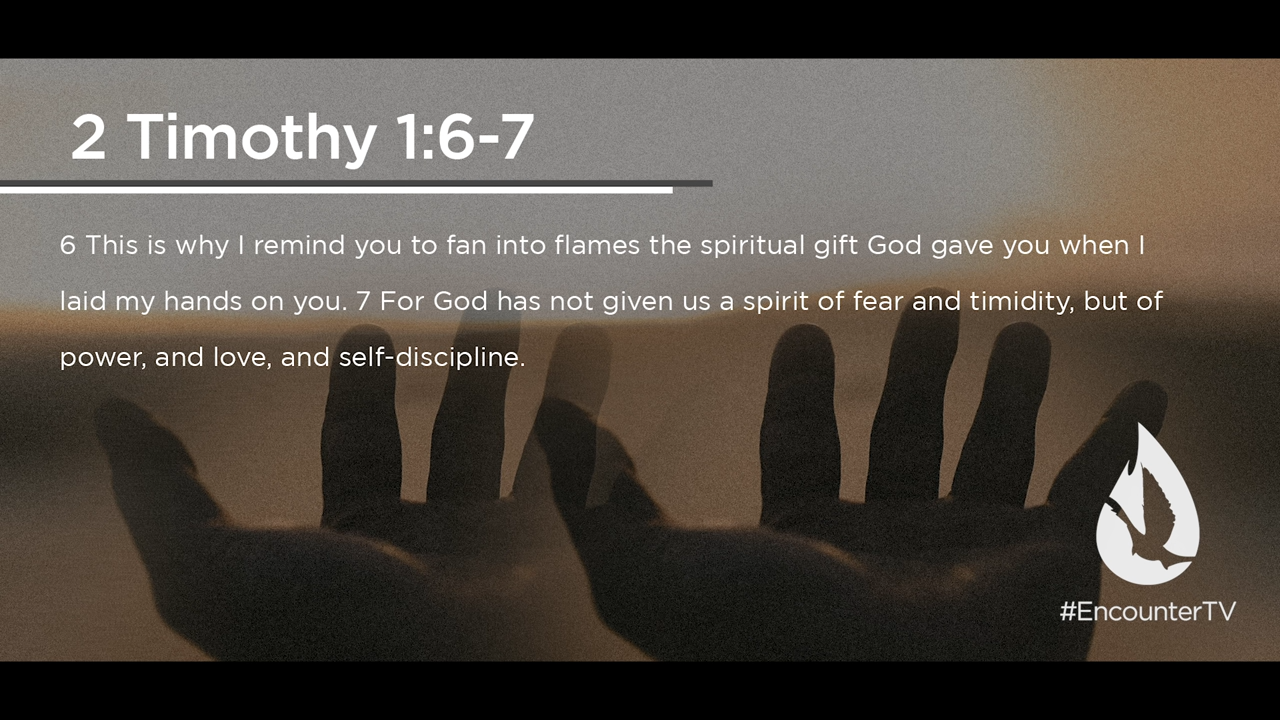 2 Timothy 1:6-7
6 This is why I remind you to fan into flames the spiritual gift God gave you when I
laid my hands on you. 7 For God has not given us a spirit of fear and timidity, but of
power, and love, and self-discipline.
#EncounterTV